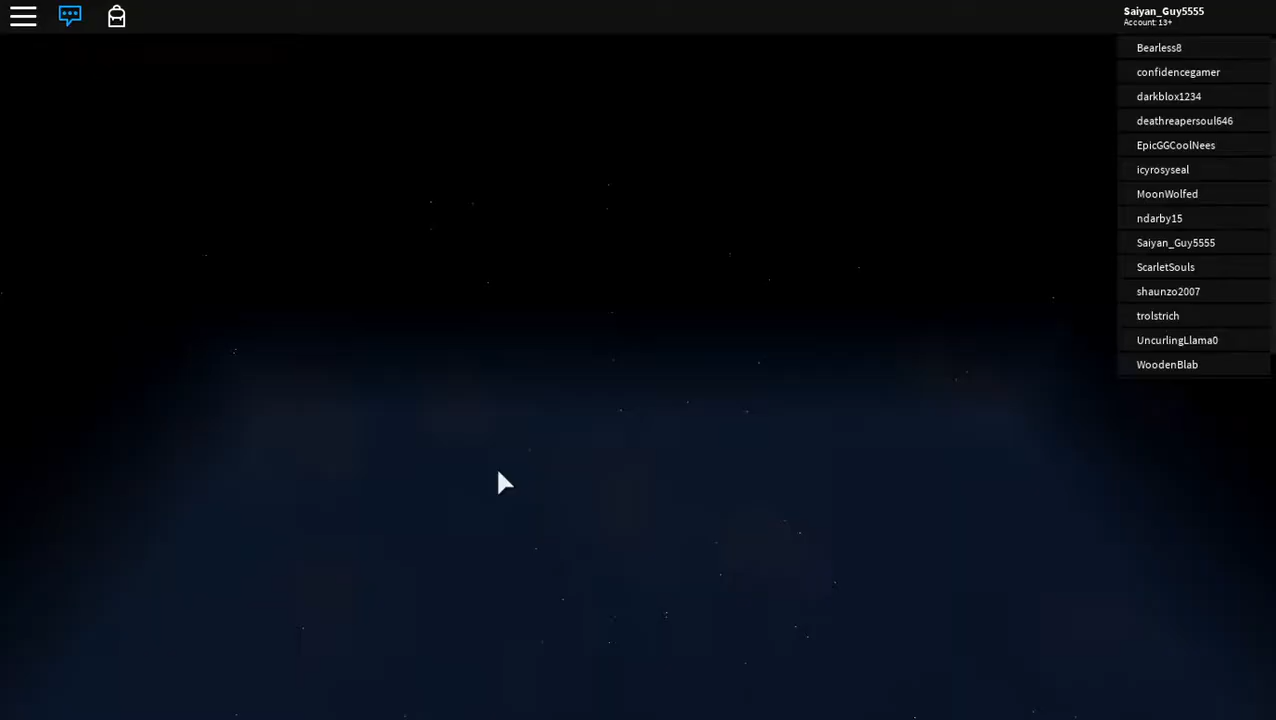 Saiyan_Guy5555
Account: 13+
Bearless8
confidencegamer
darkblox1234
deathreapersoul646
EpicGGCoolNees
icyrosyseal
MoonWolfed
ndarby15
Saiyan_Guy5555
ScarletSouls
shaunzo2007
trolstrich
UncurlingLlama0
WoodenBlab